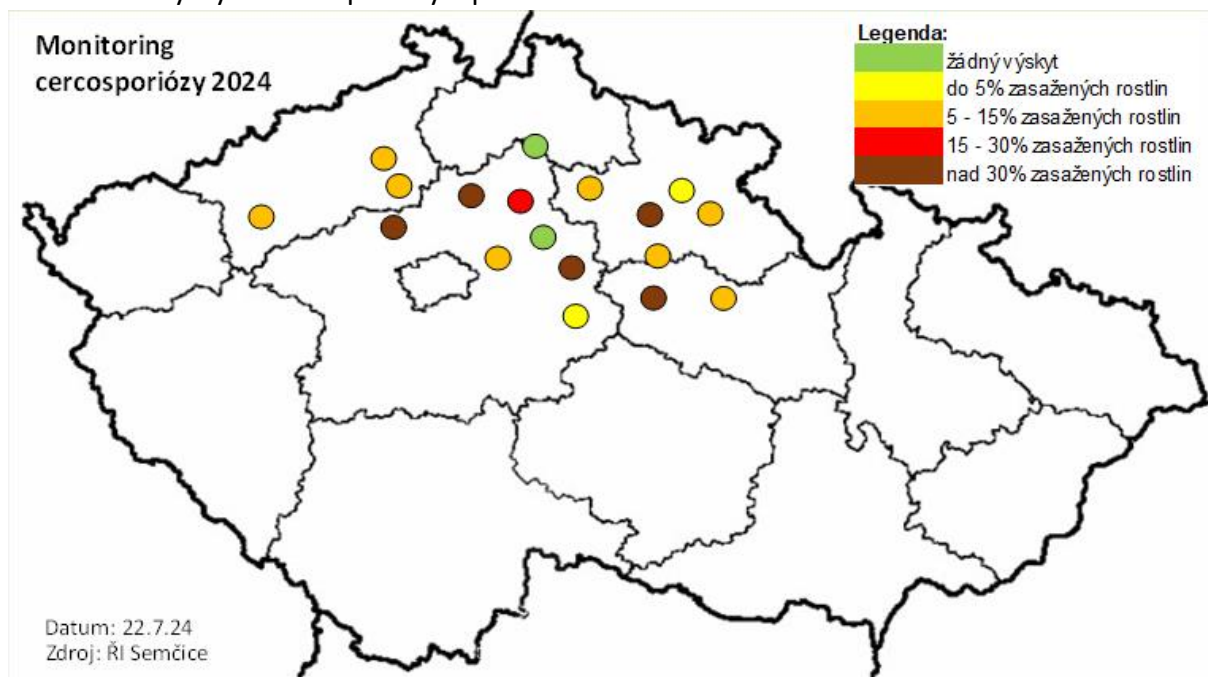 Monitoring
cercosporiózy 2024
Legenda:
žádný výskyt
do 5% zasažených rostlin
5 - 15% zasažených rostlin
15 - 30% zasažených rostlin
nad 30% zasažených rostlin
Datum: 22.7.24
Zdroj: ŘI Semčice